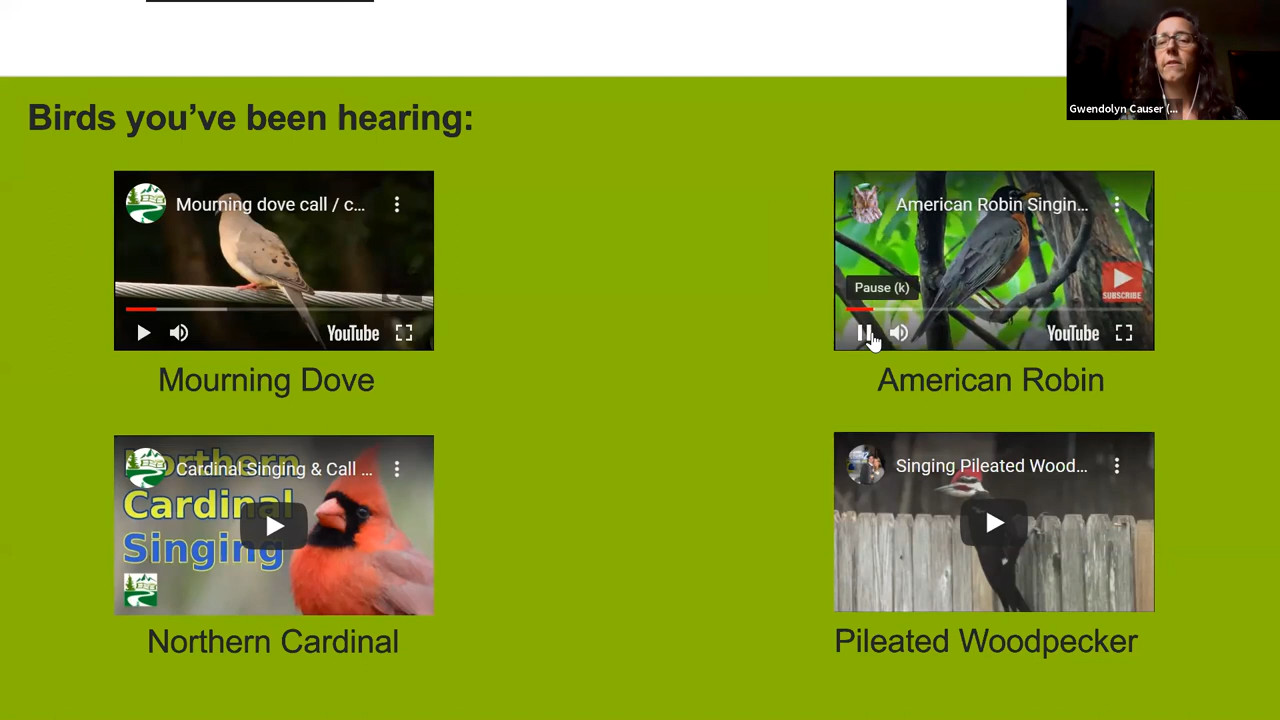 Gwendolyn Causer (...
Birds you've been hearing:
Mourning dove call / c...
YouTube
Mourning Dove
American Robin Singin...
Pause (k)
SUBSCRIBE
YouTube
American Robin
Cardinal Singing & Call ...
Northern
Cardinal
Singing
Northern Cardinal
Singing Pileated Wood...
Pileated Woodpecker